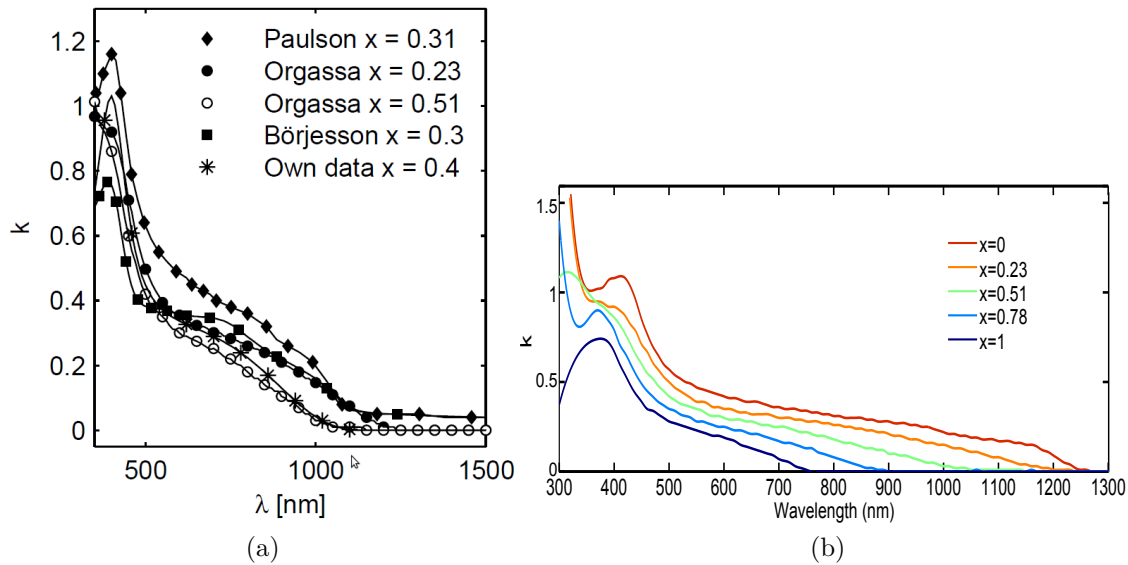 Paulson x = 0.31
Orgassa x = 0.23
Orgassa x = 0.51
Börjesson x = 0.3
Own data x = 0.4
1.2
1
0.8
0.6
0.4
0.2
0
k
500
1000
1500
λ [nm]
(a)
1.5
1
0.5
0
k
x=0
x=0.23
x=0.51
x=0.78
x=1
300 400 500 600 700 800 900 1000 1100 1200 1300
Wavelength (nm)
(b)